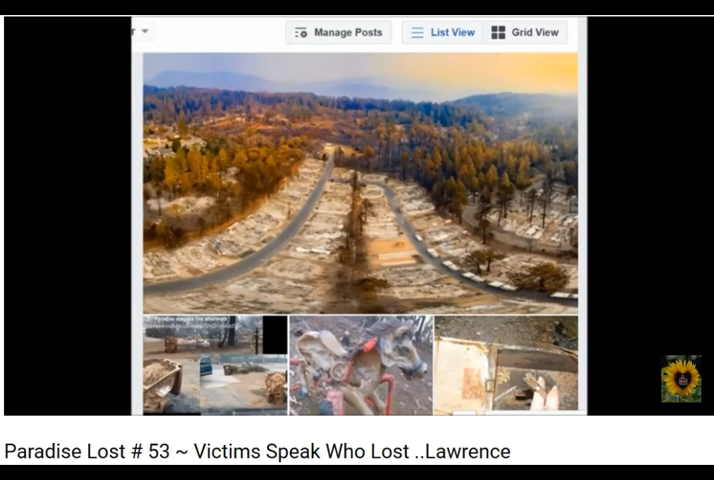 r
Manage Posts
List View
Grid View
Paradise Lost # 53 ~ Victims Speak Who Lost ..Lawrence